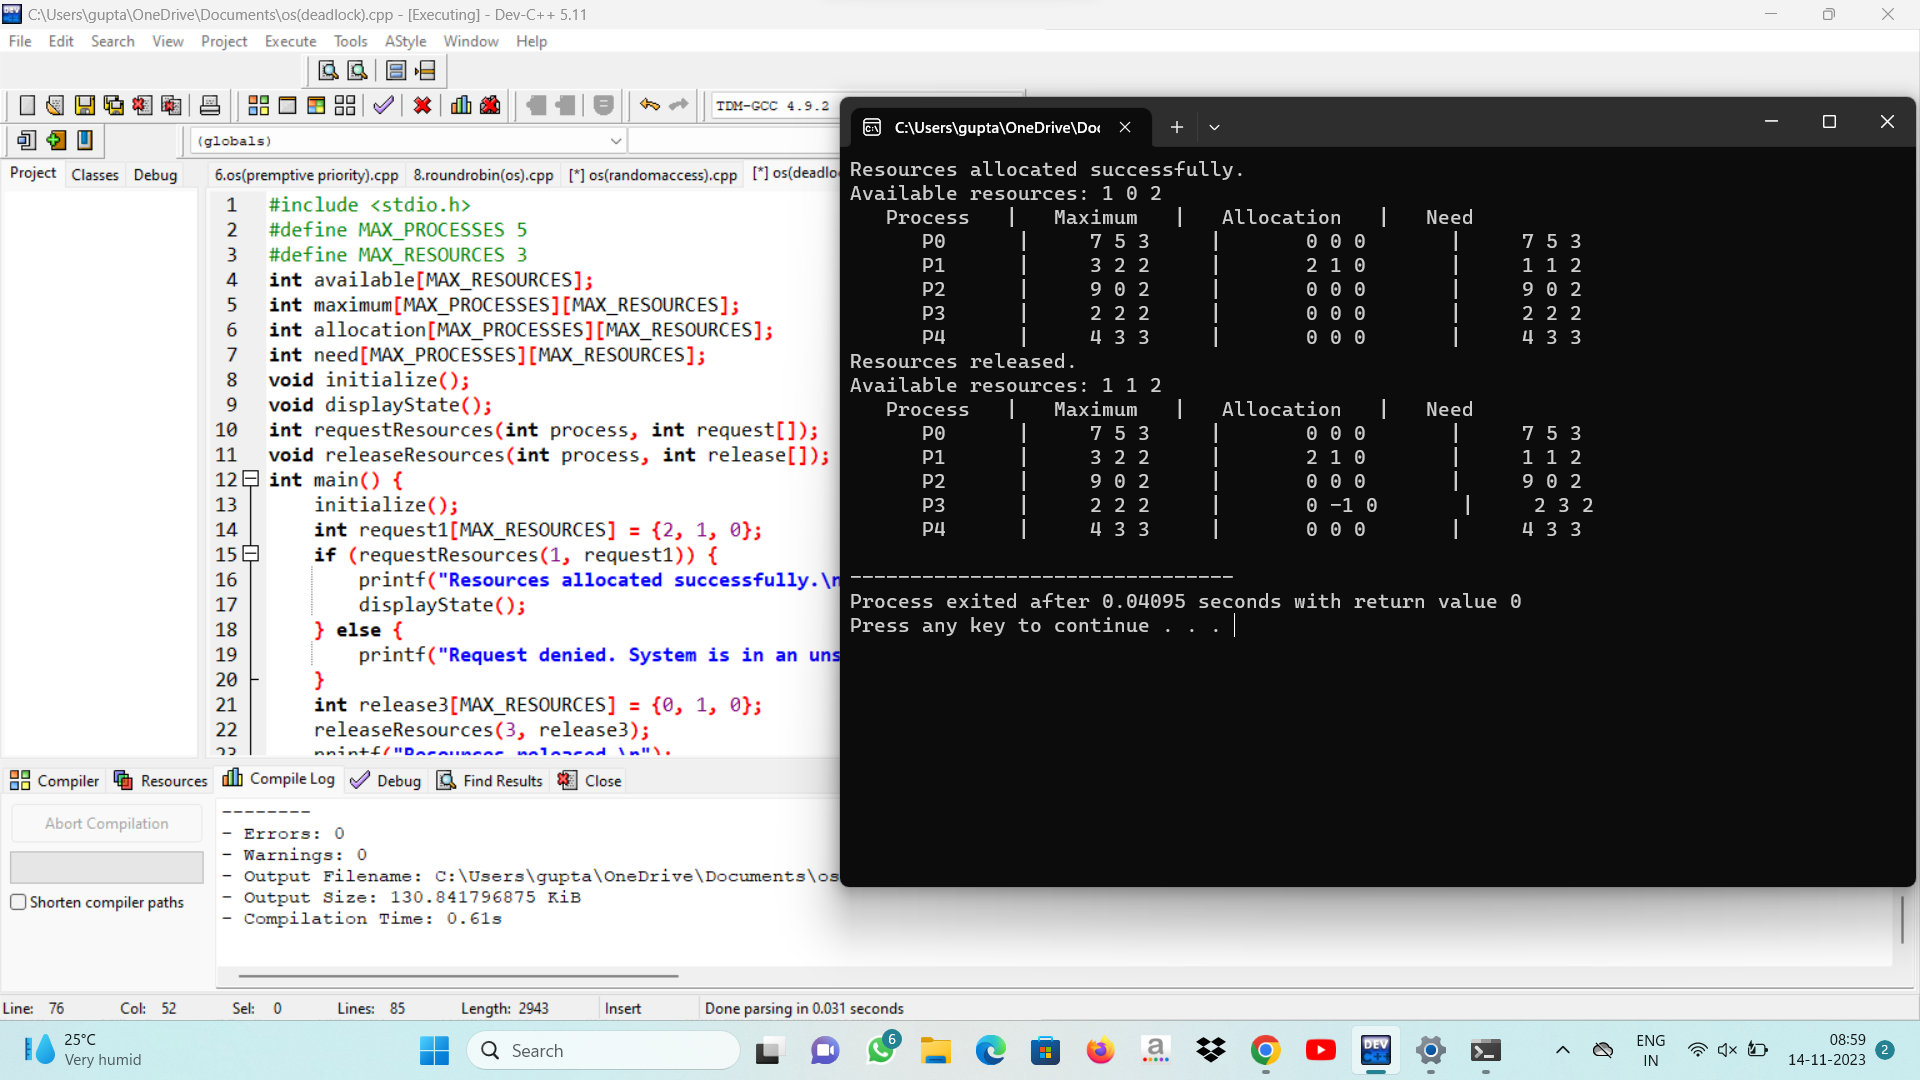 C:\Users\gupta\OneDrive\Documents\os(deadlock).cpp - [Executing] - Dev-C++ 5.11
File Edit Search View Project Execute Tools AStyle Window Help
TDM-GCC 4.9.2
(globals)
Project Classes Debug
6.os(premptive priority).cpp 8.roundrobin(os).cpp [*] os(randomaccess).cpp [*] os(deadlo
1 #include <stdio.h>
2 #define MAX_PROCESSES 5
3 #define MAX_RESOURCES 3
4 int available[MAX_RESOURCES];
5 int maximum[MAX_PROCESSES][MAX_RESOURCES];
6 int allocation[MAX_PROCESSES][MAX_RESOURCES];
7 int need[MAX_PROCESSES][MAX_RESOURCES];
8 void initialize();
9 void displayState();
10 int requestResources(int process, int request[]);
11 void releaseResources(int process, int release[]);
12 int main() {
13 initialize();
14 int request1[MAX_RESOURCES] = {2, 1, 0};
15 if (requestResources(1, request1)) {
16 printf("Resources allocated successfully.\n
17 displayState();
18 } else {
19 printf("Request denied. System is in an uns
20 }
21 int release3[MAX_RESOURCES] = {0, 1, 0};
22 releaseResources(3, release3);
23 printf("Resources released.\n");
C:\Users\gupta\OneDrive\Doc
Resources allocated successfully.
Available resources: 1 0 2
Process | Maximum | Allocation | Need
P0 | 7 5 3 | 0 0 0 | 7 5 3
P1 | 3 2 2 | 2 1 0 | 1 1 2
P2 | 9 0 2 | 0 0 0 | 9 0 2
P3 | 2 2 2 | 0 0 0 | 2 2 2
P4 | 4 3 3 | 0 0 0 | 4 3 3
Resources released.
Available resources: 1 1 2
Process | Maximum | Allocation | Need
P0 | 7 5 3 | 0 0 0 | 7 5 3
P1 | 3 2 2 | 2 1 0 | 1 1 2
P2 | 9 0 2 | 0 0 0 | 9 0 2
P3 | 2 2 2 | 0 -1 0 | 2 3 2
P4 | 4 3 3 | 0 0 0 | 4 3 3
--------------------------------
Process exited after 0.04095 seconds with return value 0
Press any key to continue . . .
Compiler Resources Compile Log Debug Find Results Close
Abort Compilation
Shorten compiler paths
--------
- Errors: 0
- Warnings: 0
- Output Filename: C:\Users\gupta\OneDrive\Documents\os
- Output Size: 130.841796875 KiB
- Compilation Time: 0.61s
Line: 76 Col: 52 Sel: 0 Lines: 85 Length: 2943 Insert Done parsing in 0.031 seconds
25°C
Very humid
Search
6
a
DEV
C++
ENG
IN
08:59
14-11-2023
2